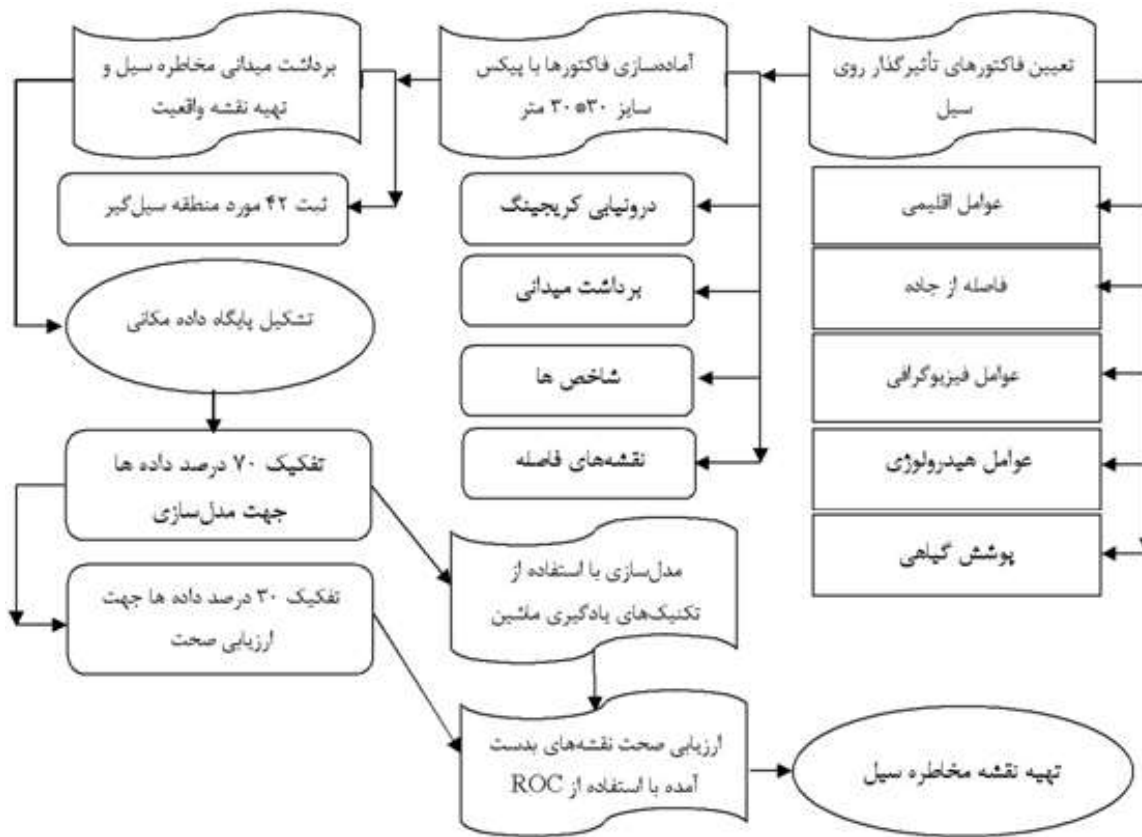 تعیین فاکتورهای تأثیرگذار روی
سیل
عوامل اقلیمی
فاصله از جاده
عوامل فیزیوگرافی
عوامل هیدرولوژی
پوشش گیاهی
آماده‌سازی فاکتورها با پیکس
سایز ۳۰*۳۰ متر
درونیابی کریجینگ
برداشت میدانی
شاخص ها
نقشه‌های فاصله
برداشت میدانی مخاطره سیل و
تهیه نقشه واقعیت
ثبت ۴۲ مورد منطقه سیل‌گیر
تشکیل پایگاه داده مکانی
تفکیک ۷۰ درصد داده ها
جهت مدل‌سازی
تفکیک ۳۰ درصد داده ها جهت
ارزیابی صحت
مدل‌سازی با استفاده از
تکنیک‌های یادگیری ماشین
ارزیابی صحت نقشه‌های بدست
آمده با استفاده از ROC
تهیه نقشه مخاطره سیل